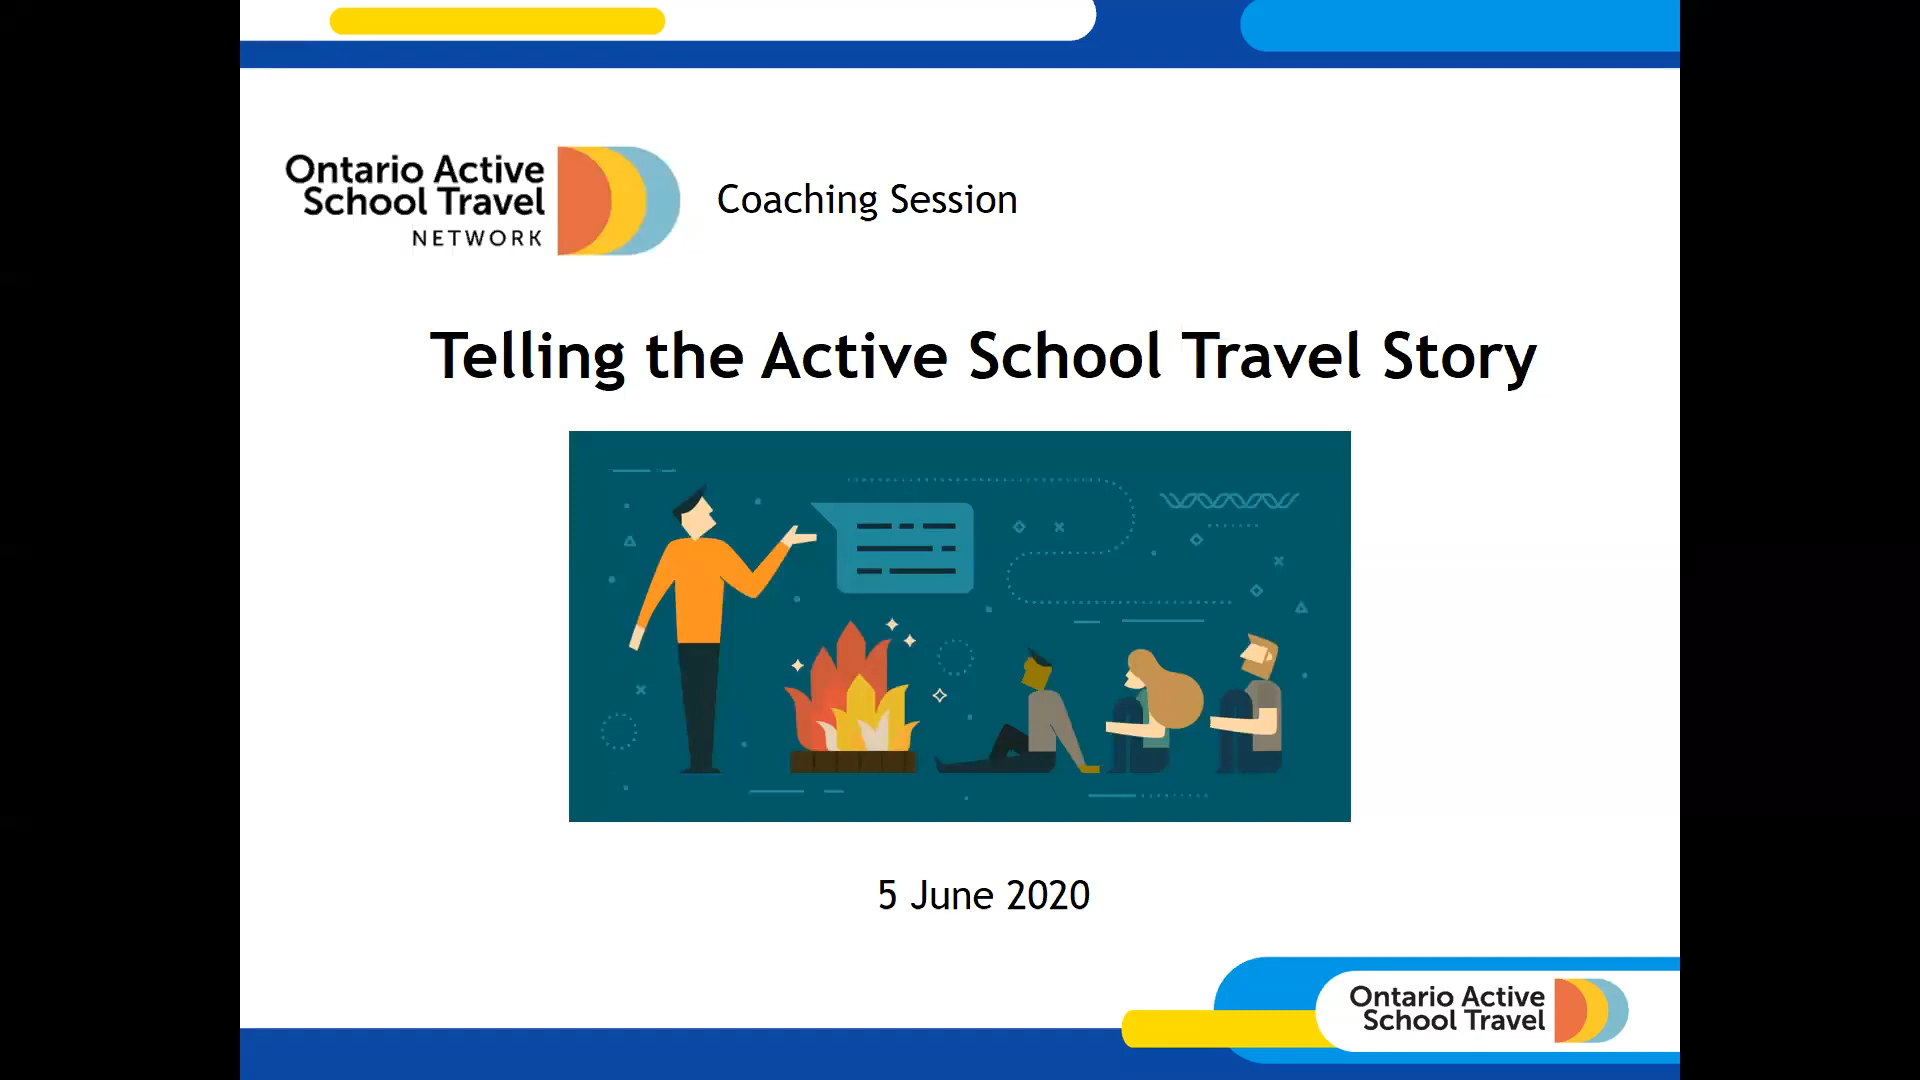 Ontario Active
School Travel
NETWORK
Coaching Session
Telling the Active School Travel Story
5 June 2020
Ontario Active
School Travel